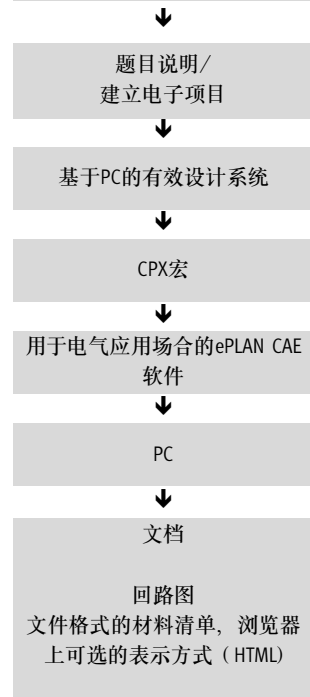 题目说明/
建立电子项目
基于PC的有效设计系统
CPX宏
用于电气应用场合的ePLAN CAE
软件
PC
文档
回路图
文件格式的材料清单, 浏览器
上可选的表示方式 ( HTML)